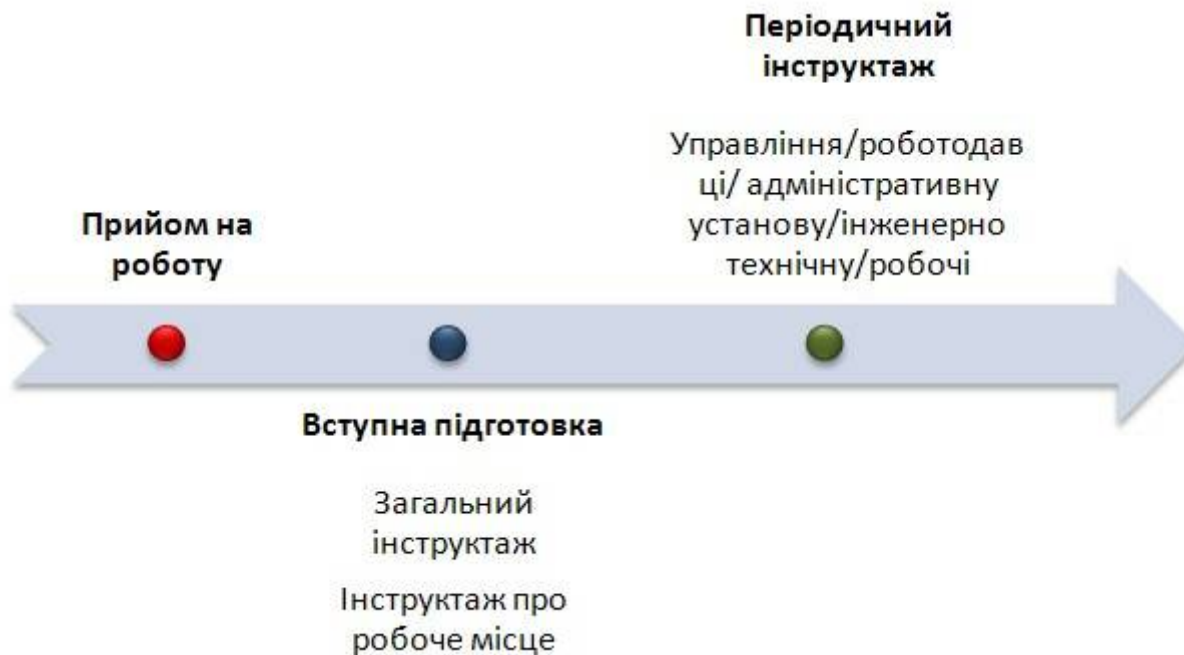 Прийом на
роботу
Вступна підготовка
Загальний
інструктаж
Інструктаж про
робоче місце
Періодичний
інструктаж
Управління/роботодав
ці/ адміністративну
установу/інженерно
технічну/робочі